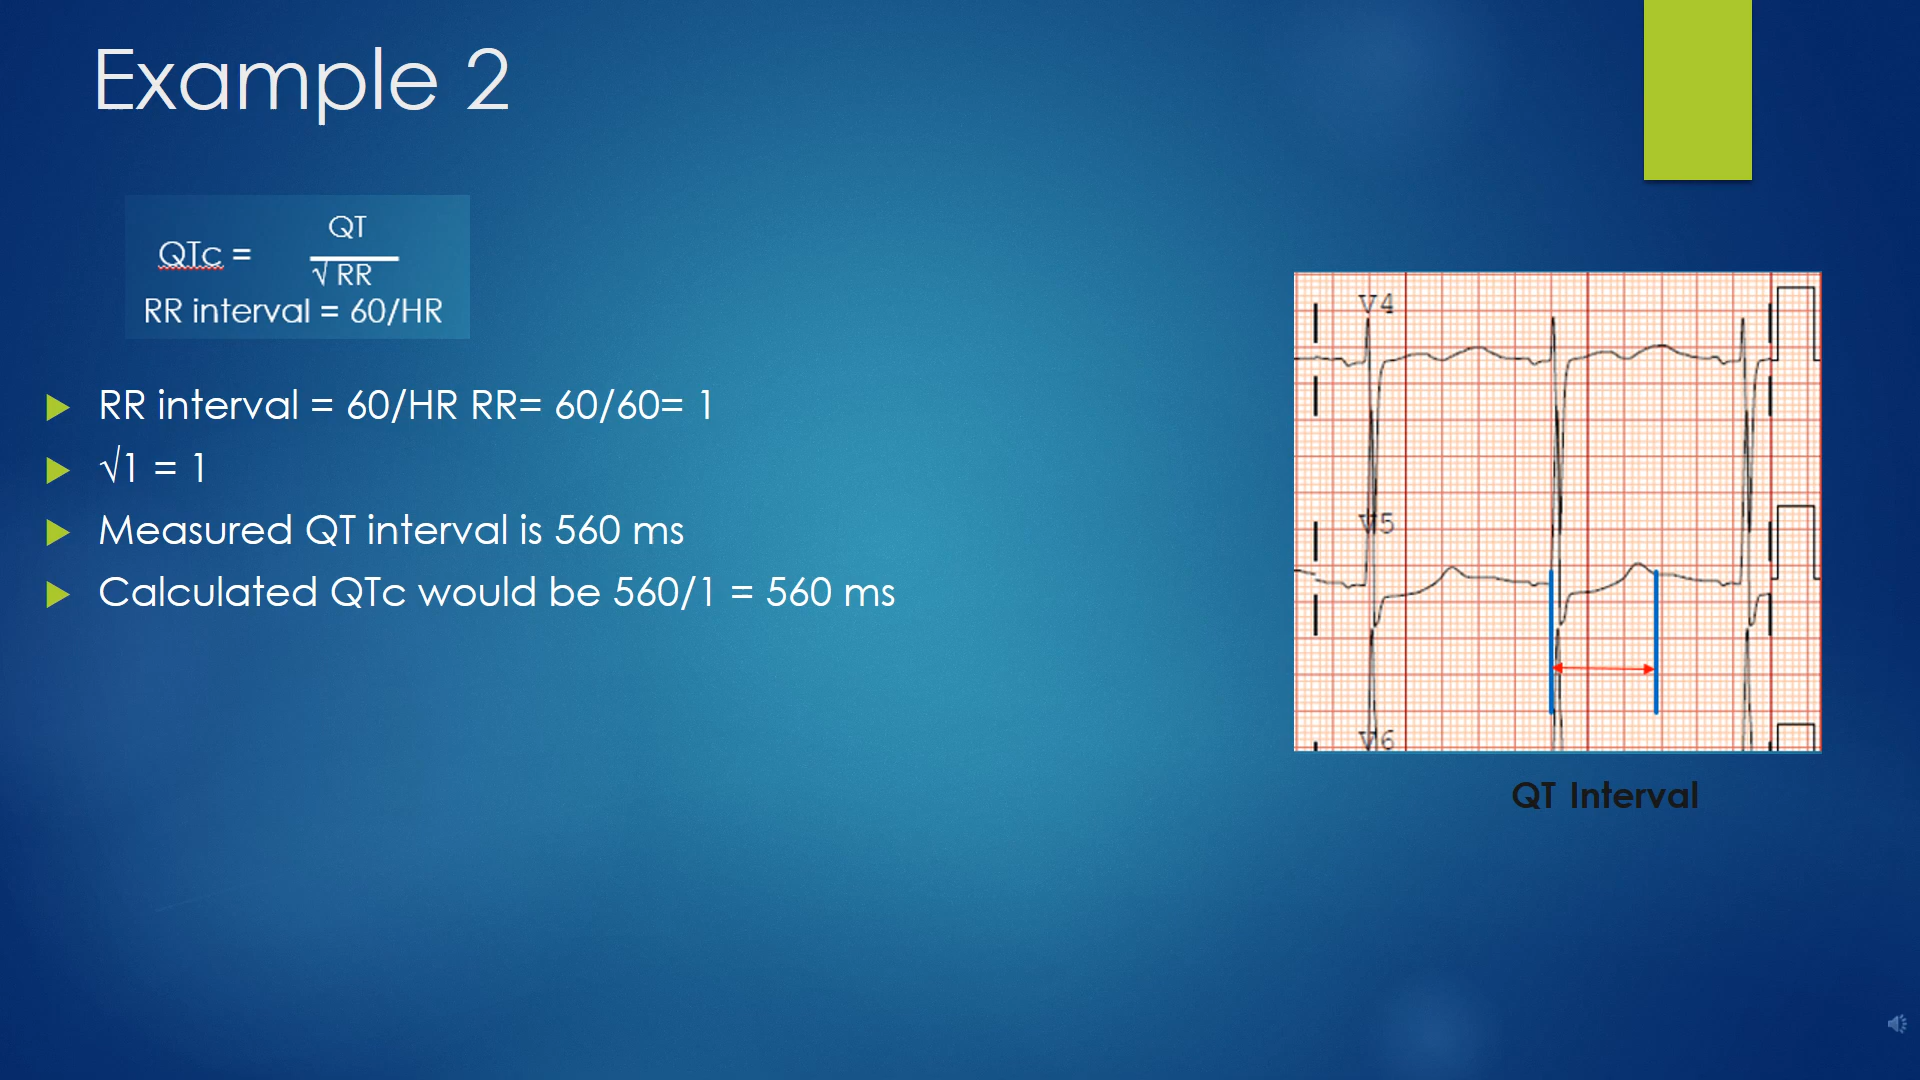 Example 2
QT
QTc =
√ RR
RR interval = 60/HR
RR interval = 60/HR RR= 60/60= 1
√1 = 1
Measured QT interval is 560 ms
Calculated QTc would be 560/1 = 560 ms
V4
V5
V6
QT Interval